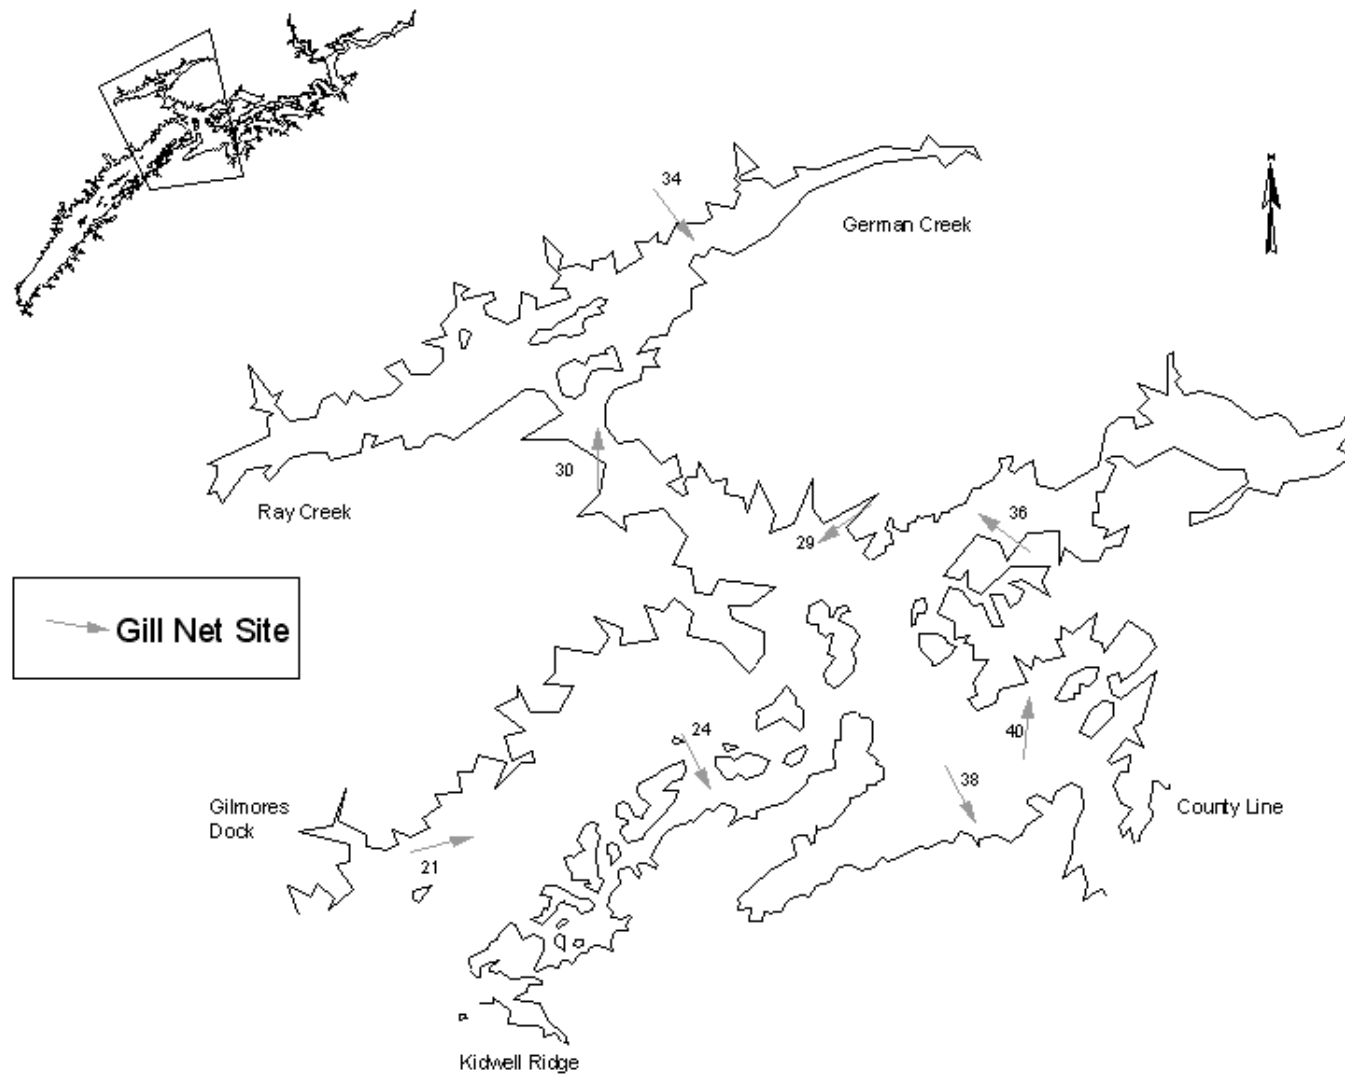 34
German Creek
30
Ray Creek
36
29
Gill Net Site
24
40
38
Gilmores
Dock
County Line
21
Kidwell Ridge